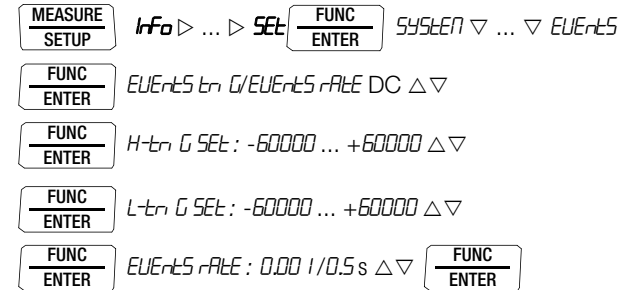 MEASURE
SETUP
InFo ▷ ... ▷ SEt
FUNC
ENTER
SYStEM ▽ ... ▽ EVEntS
FUNC
ENTER
EVEntS trIG/EVEntS rAtE DC △▽
FUNC
ENTER
H-trIG SEt : -60000 ... +60000 △▽
FUNC
ENTER
L-trIG SEt : -60000 ... +60000 △▽
FUNC
ENTER
EVEntS rAtE : 0.001/0.5 s △▽
FUNC
ENTER